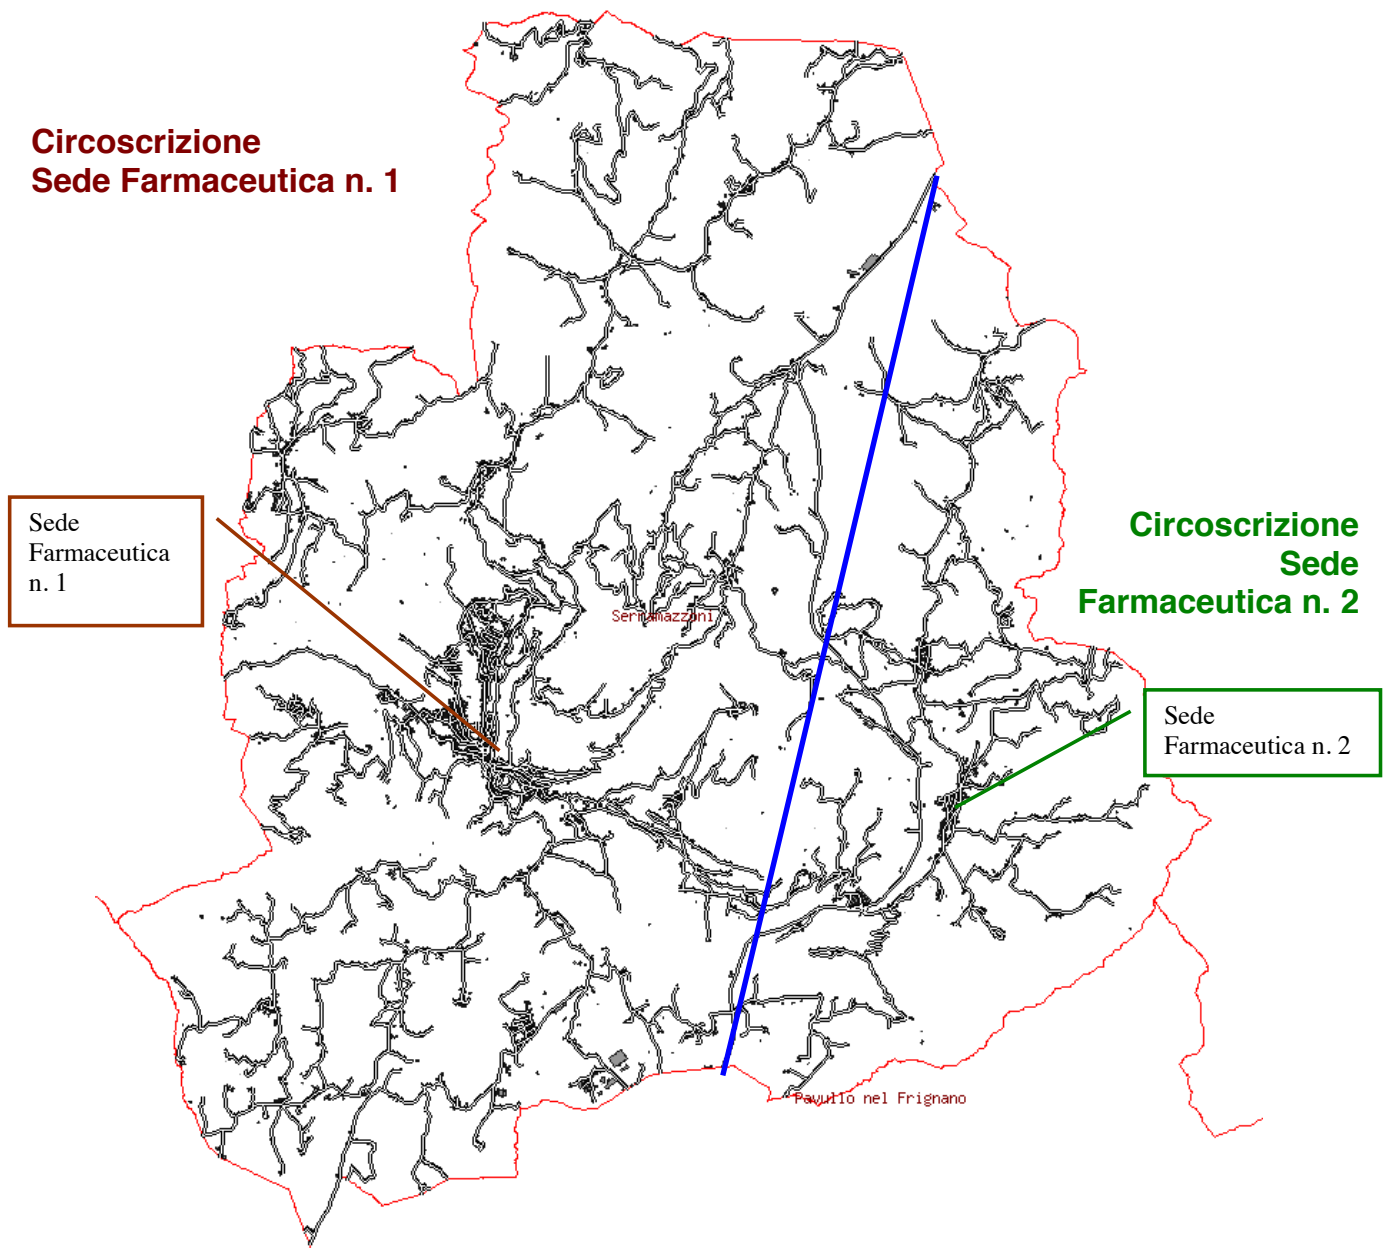 Circoscrizione
Sede Farmaceutica n. 1
Sede
Farmaceutica
n. 1
Circoscrizione
Sede
Farmaceutica n. 2
Serramazzoni
Sede
Farmaceutica n. 2
Pavullo nel Frignano